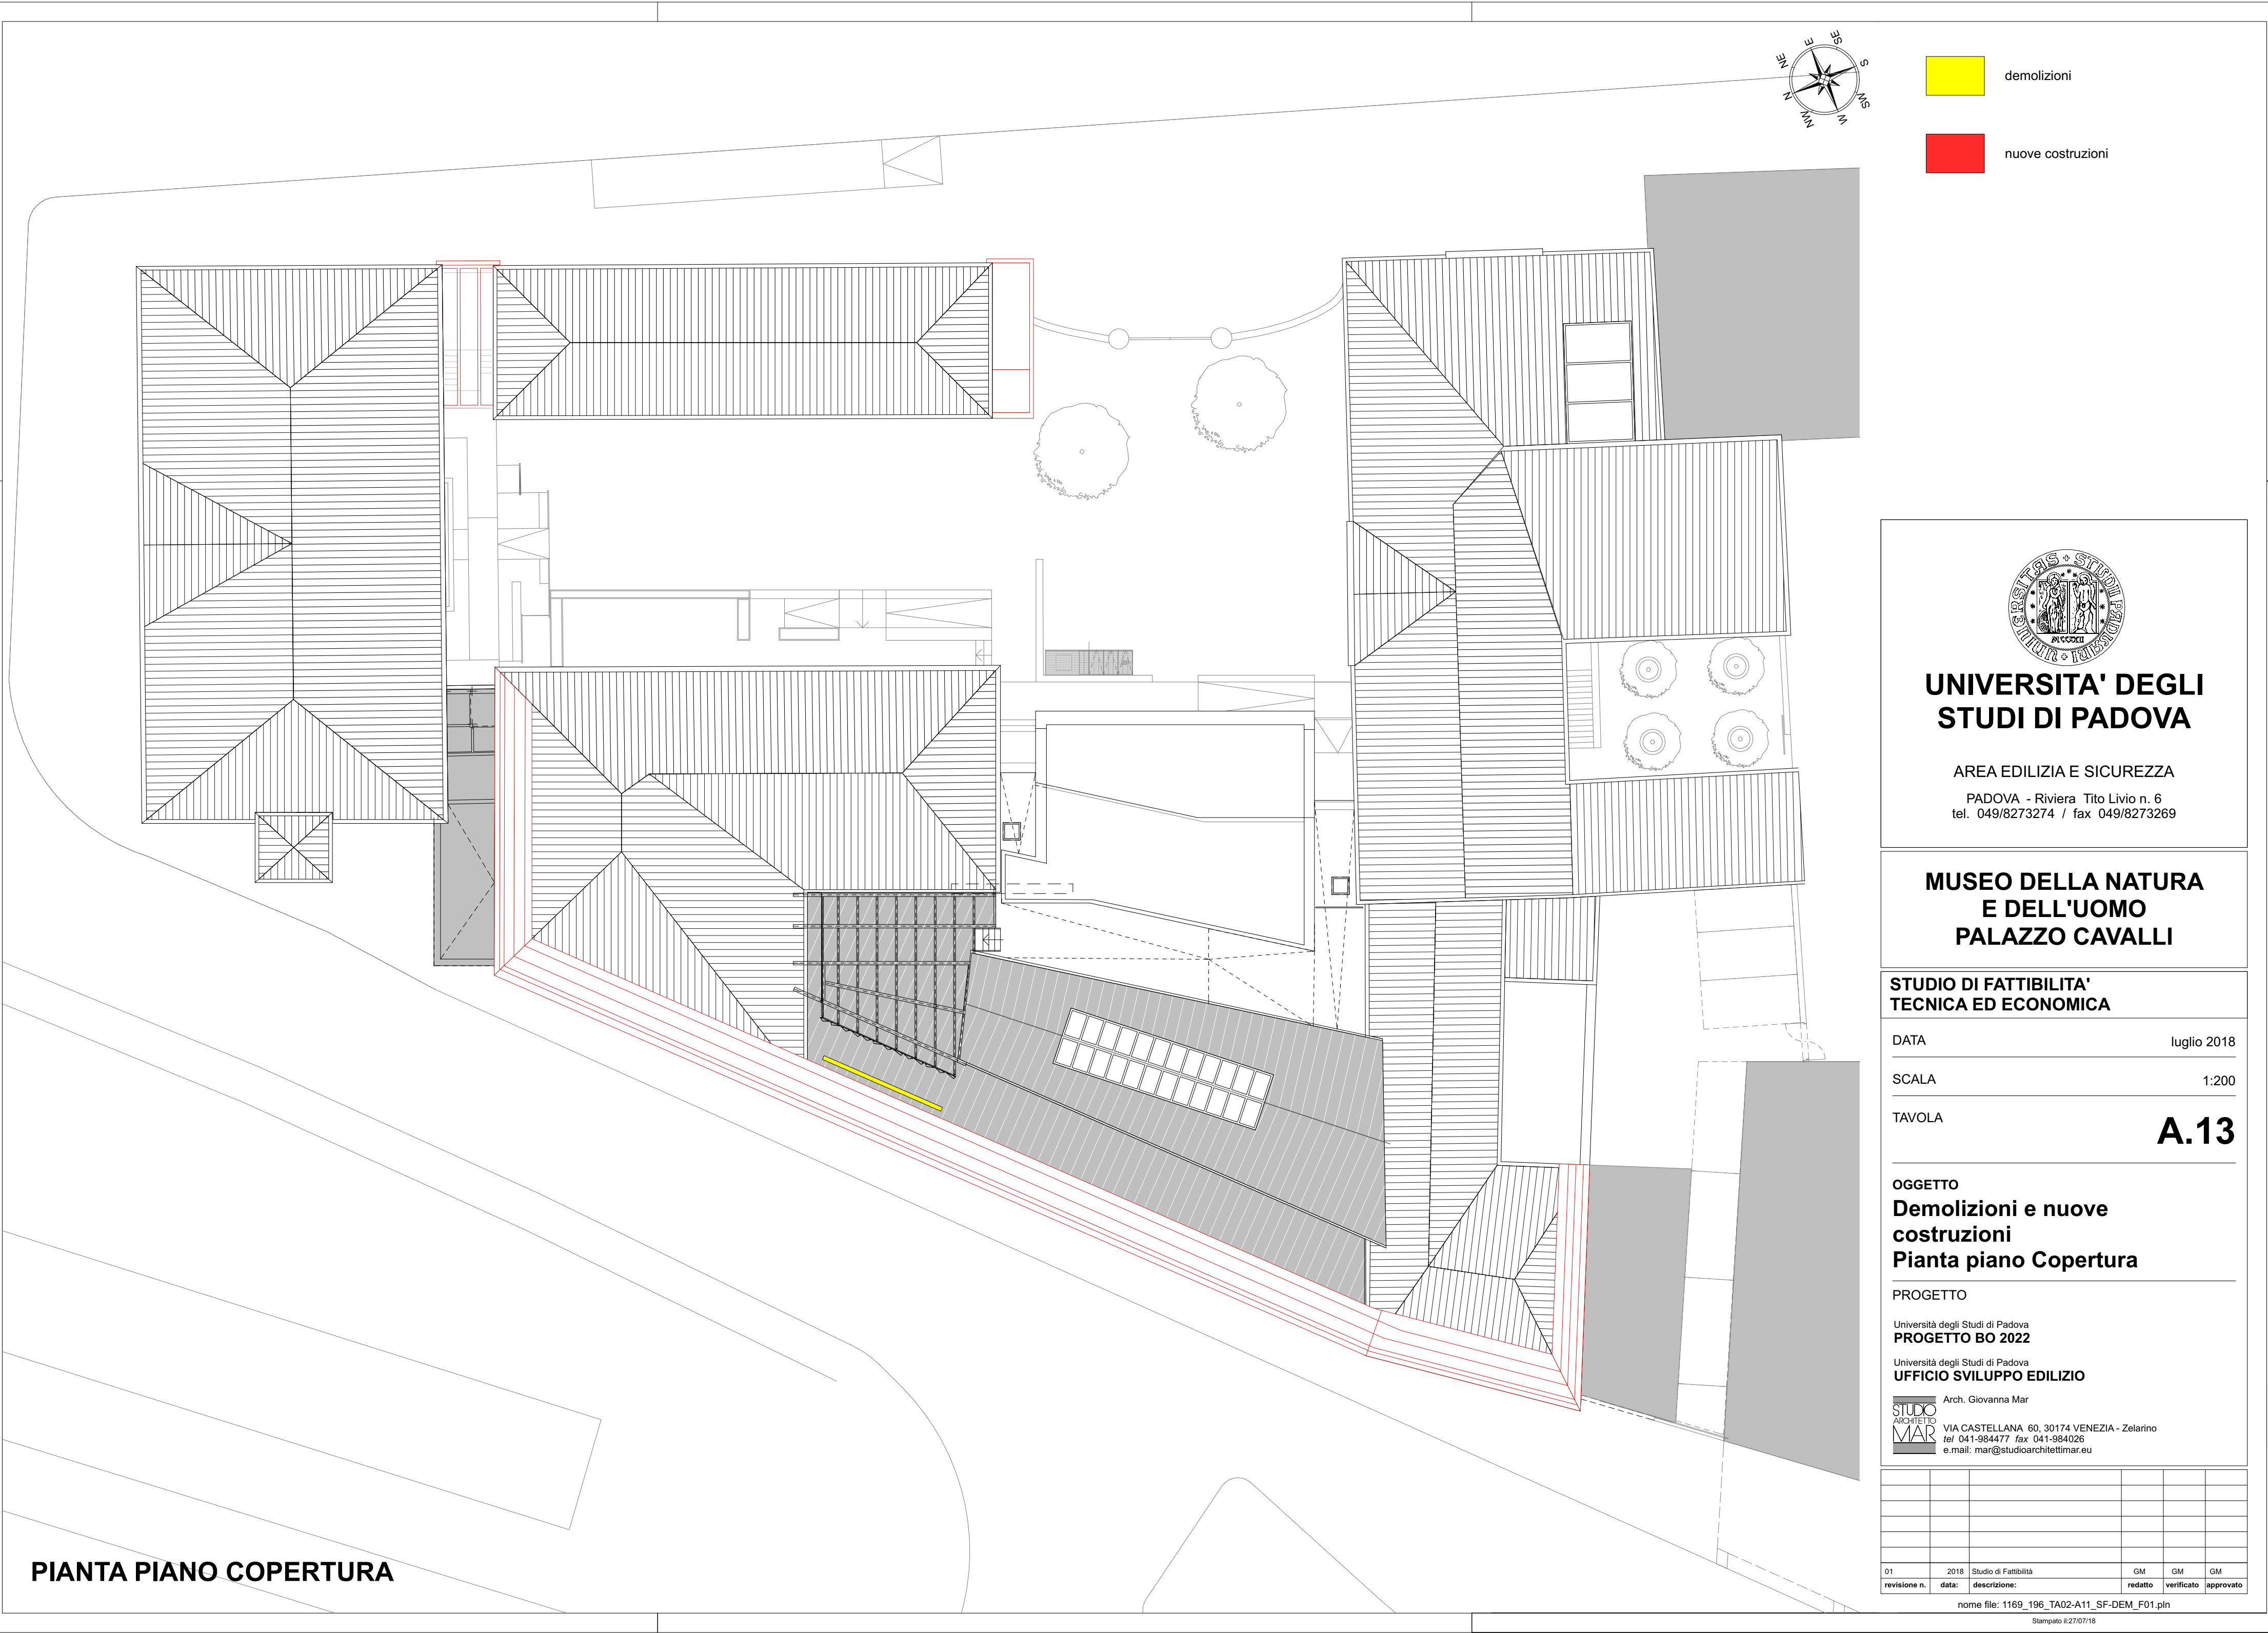 E
SE
S
SW
W
NW
N
NE
demolizioni
nuove costruzioni
UNIVERSITAS STUDII PADUANI
MCCXXII
UNIVERSITA' DEGLI
STUDI DI PADOVA
AREA EDILIZIA E SICUREZZA
PADOVA - Riviera Tito Livio n. 6
tel. 049/8273274 / fax 049/8273269
MUSEO DELLA NATURA
E DELL'UOMO
PALAZZO CAVALLI
STUDIO DI FATTIBILITA'
TECNICA ED ECONOMICA
DATA luglio 2018
SCALA 1:200
TAVOLA A.13
OGGETTO
Demolizioni e nuove
costruzioni
Pianta piano Copertura
PROGETTO
Università degli Studi di Padova
PROGETTO BO 2022
Università degli Studi di Padova
UFFICIO SVILUPPO EDILIZIO
STUDIO
ARCHITETTO
MAR
Arch. Giovanna Mar
VIA CASTELLANA 60, 30174 VENEZIA - Zelarino
tel 041-984477 fax 041-984026
e.mail: mar@studioarchitettimar.eu
01 2018 Studio di Fattibilità GM GM GM
revisione n. data: descrizione: redatto verificato approvato
nome file: 1169_196_TA02-A11_SF-DEM_F01.pln
Stampato il:27/07/18
PIANTA PIANO COPERTURA